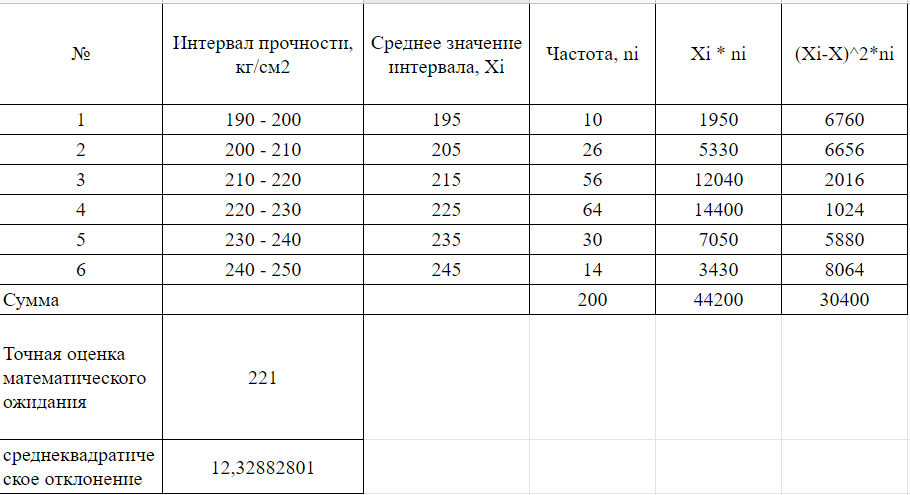 № Интервал прочности, кг/см2 Среднее значение интервала, Xi Частота, ni Xi * ni (Xi-X)^2*ni
1 190 - 200 195 10 1950 6760
2 200 - 210 205 26 5330 6656
3 210 - 220 215 56 12040 2016
4 220 - 230 225 64 14400 1024
5 230 - 240 235 30 7050 5880
6 240 - 250 245 14 3430 8064
Сумма 200 44200 30400
Точная оценка
математического
ожидания
221
среднеквадратиче
ское отклонение
12,32882801